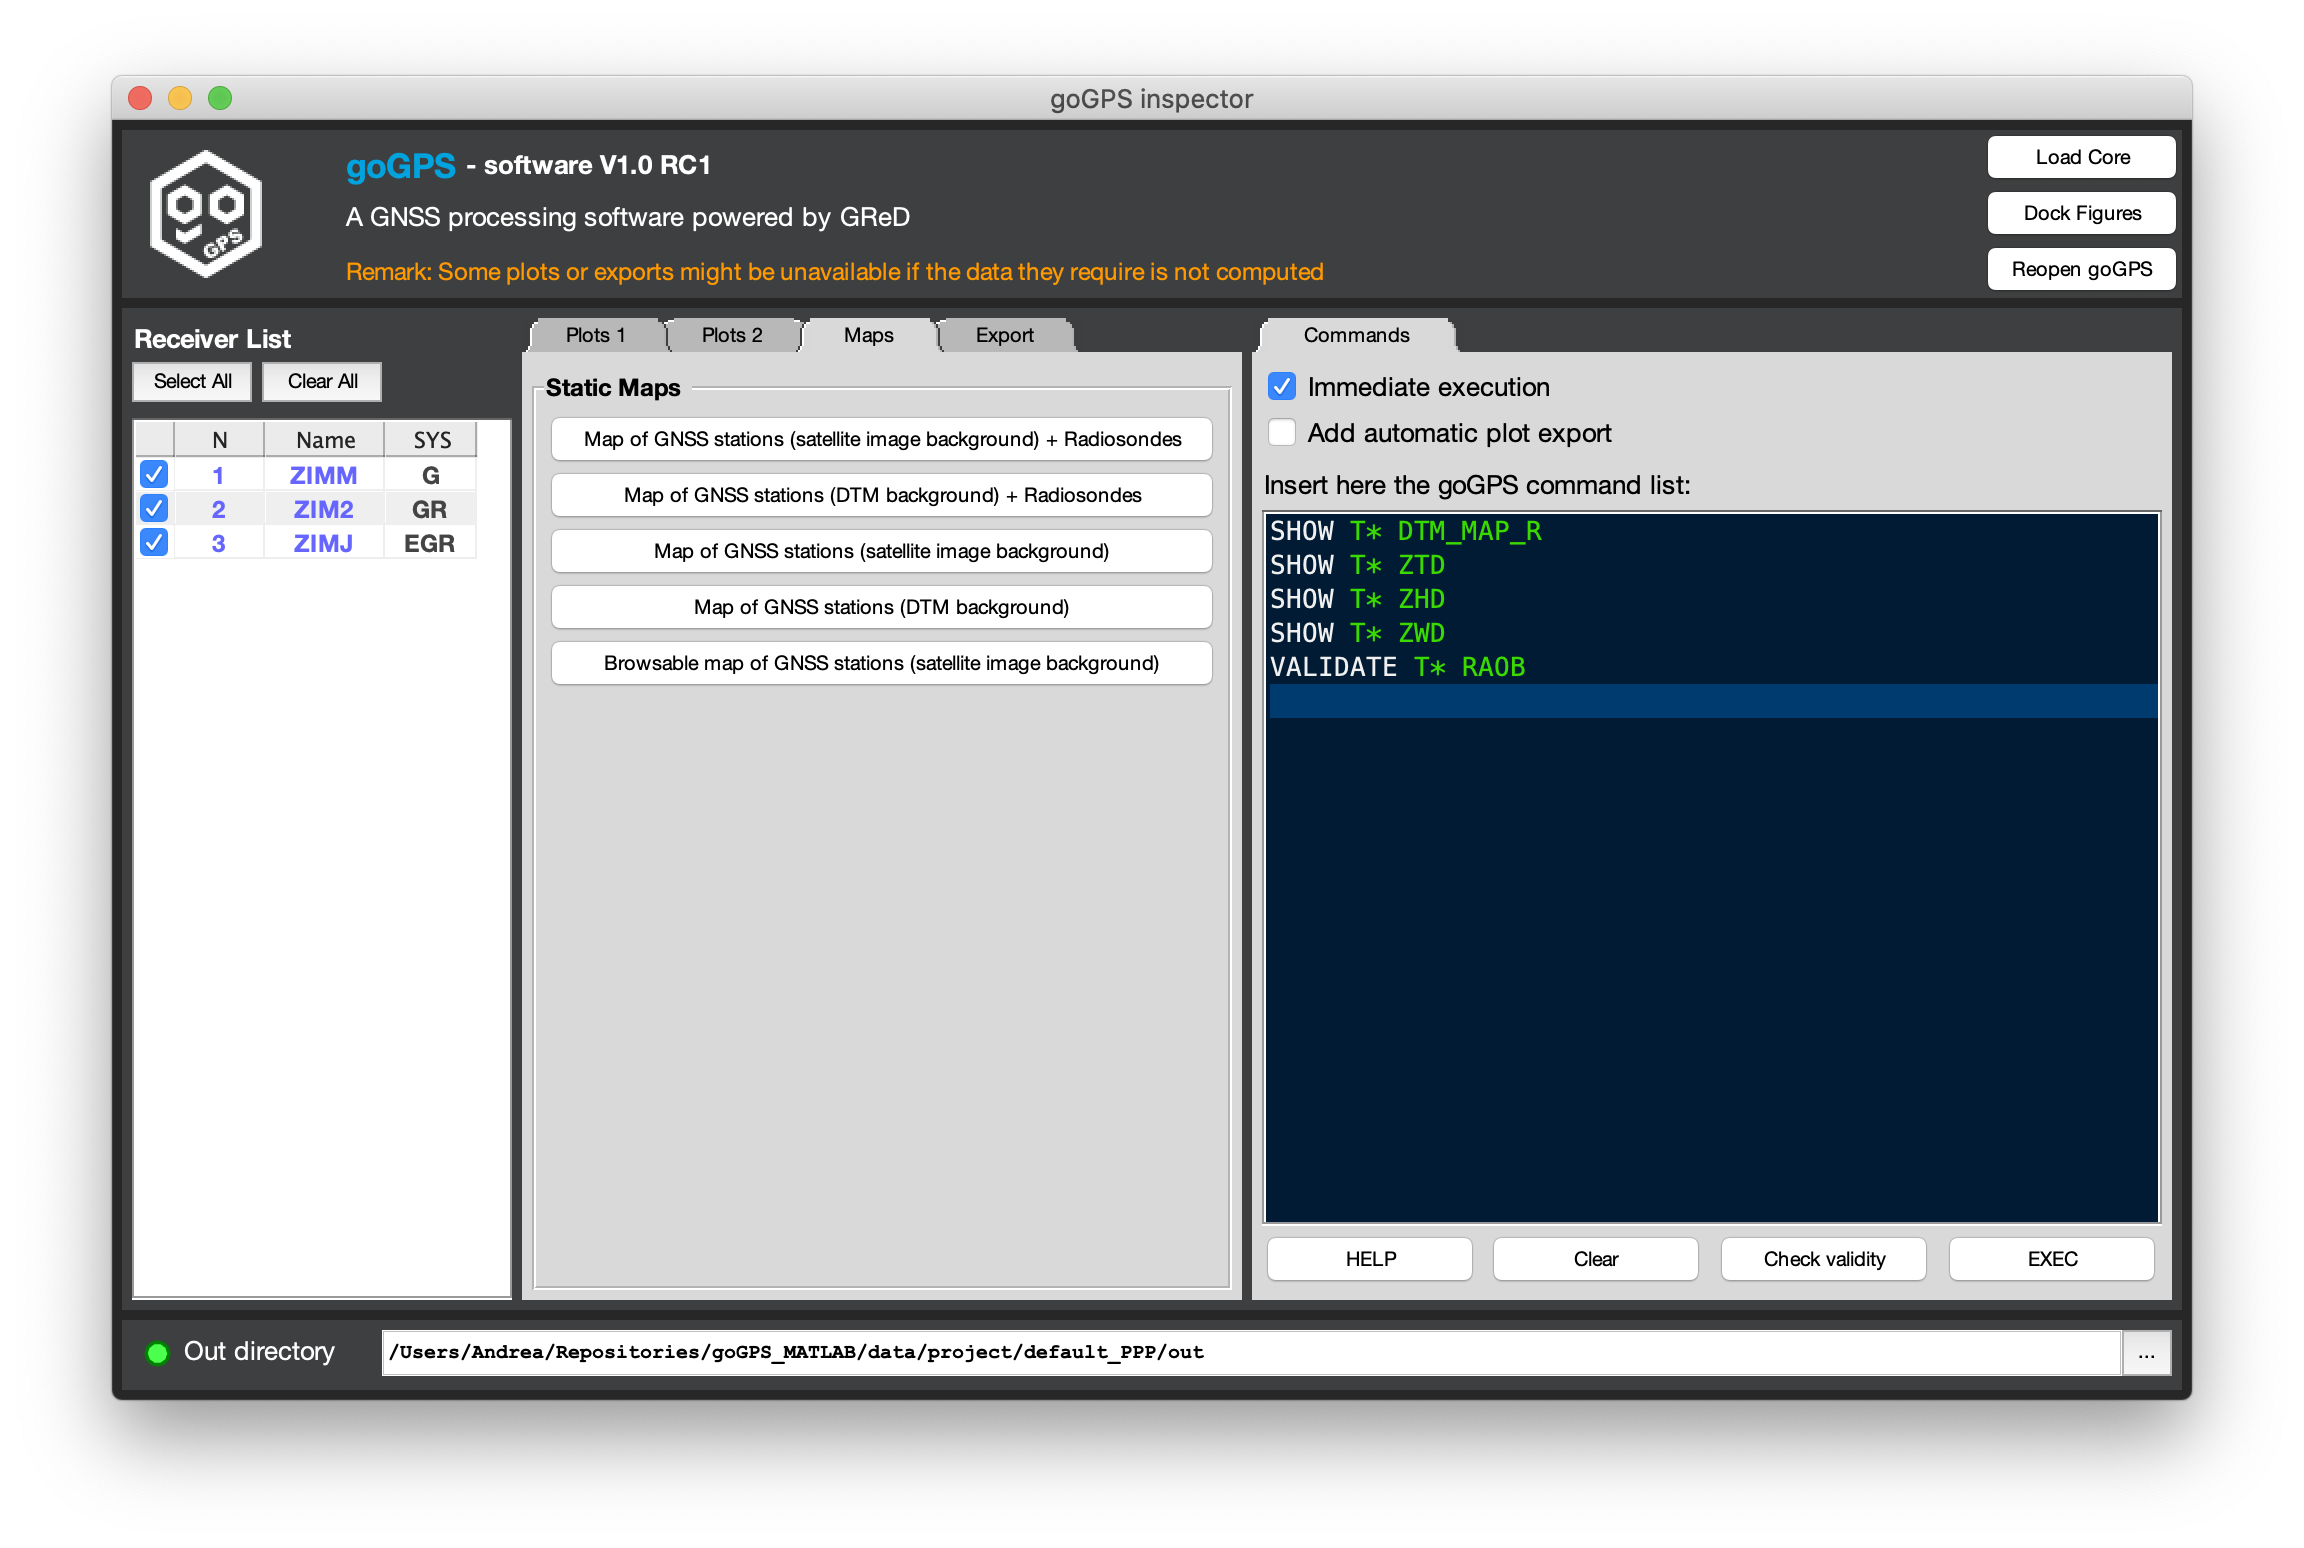 goGPS inspector
GPS
goGPS - software V1.0 RC1
A GNSS processing software powered by GReD
Remark: Some plots or exports might be unavailable if the data they require is not computed
Load Core
Dock Figures
Reopen goGPS
Receiver List
Select All Clear All
N Name SYS
1 ZIMM G
2 ZIM2 GR
3 ZIMJ EGR
Plots 1 Plots 2 Maps Export
Static Maps
Map of GNSS stations (satellite image background) + Radiosondes
Map of GNSS stations (DTM background) + Radiosondes
Map of GNSS stations (satellite image background)
Map of GNSS stations (DTM background)
Browsable map of GNSS stations (satellite image background)
Commands
Immediate execution
Add automatic plot export
Insert here the goGPS command list:
SHOW T* DTM_MAP_R
SHOW T* ZTD
SHOW T* ZHD
SHOW T* ZWD
VALIDATE T* RAOB
HELP Clear Check validity EXEC
Out directory /Users/Andrea/Repositories/goGPS_MATLAB/data/project/default_PPP/out ...